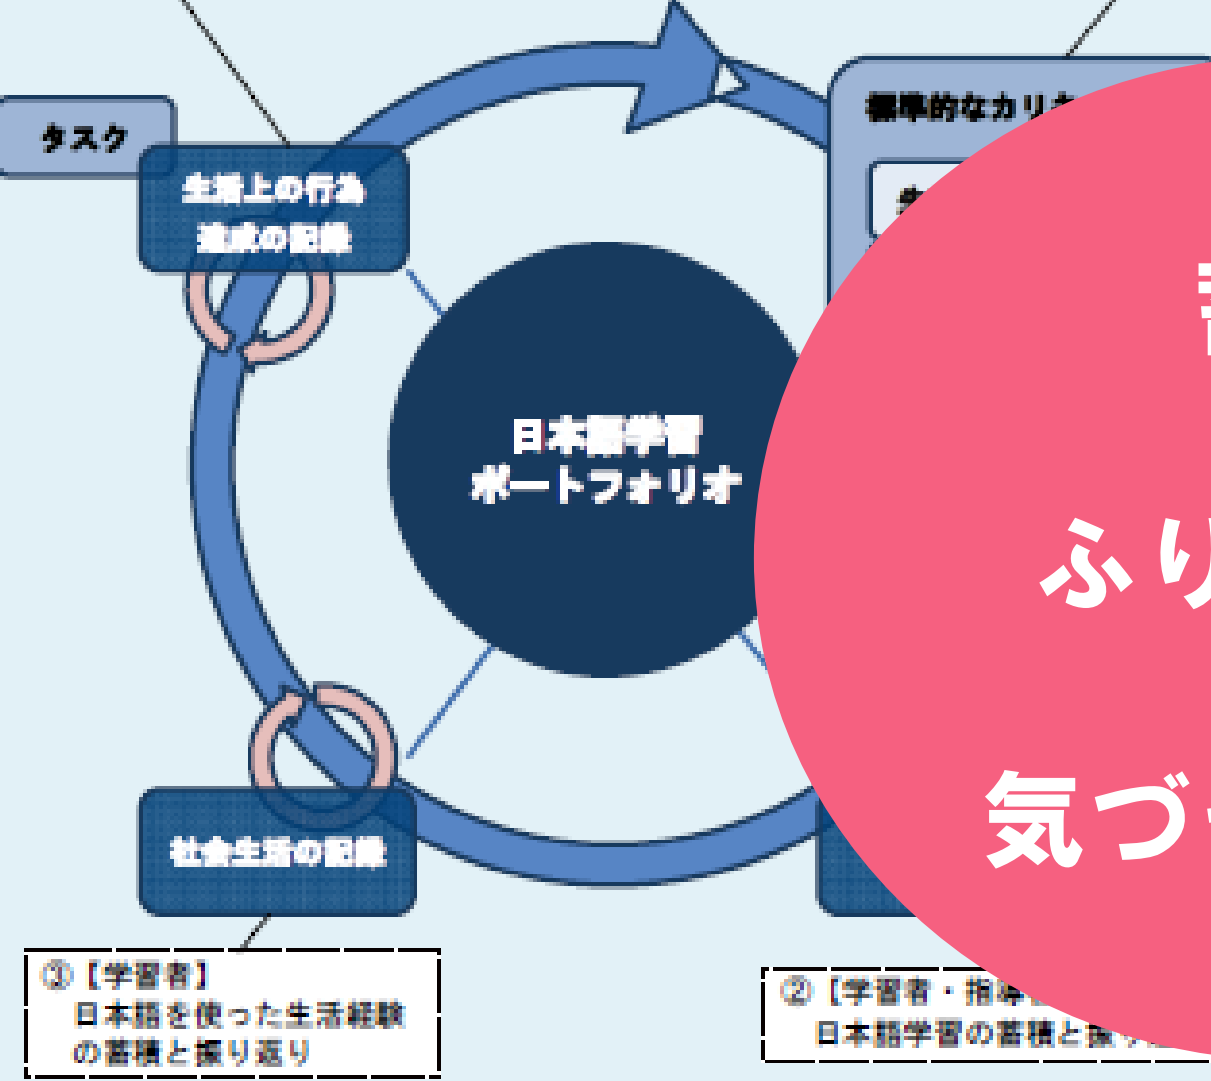 標準的なカリ
タスク
生活上の行為
達成の記録
日本語学習
ポートフォリオ
ふり
気づ
社会生活の記録
③【学習者】
日本語を使った生活経験
の蓄積と振り返り
②【学習者・指導
日本語学習の蓄積と振り